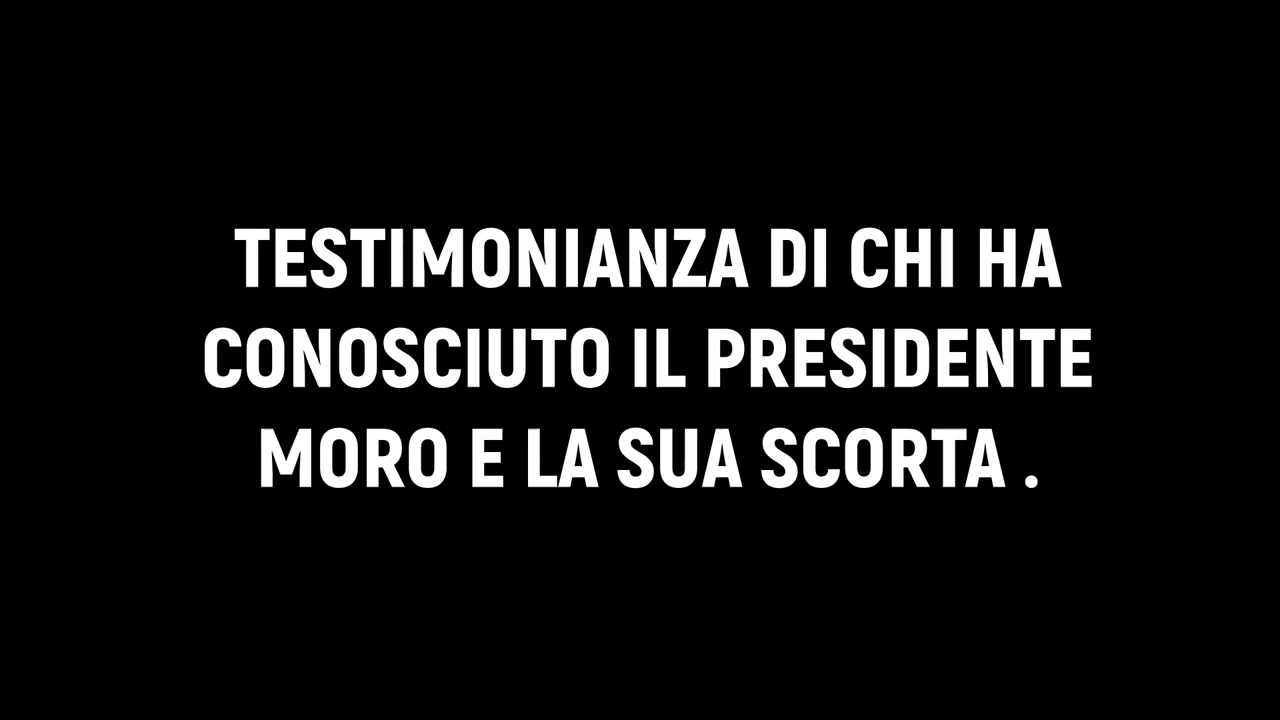 TESTIMONIANZA DI CHI HA
CONOSCIUTO IL PRESIDENTE
MORO E LA SUA SCORTA .